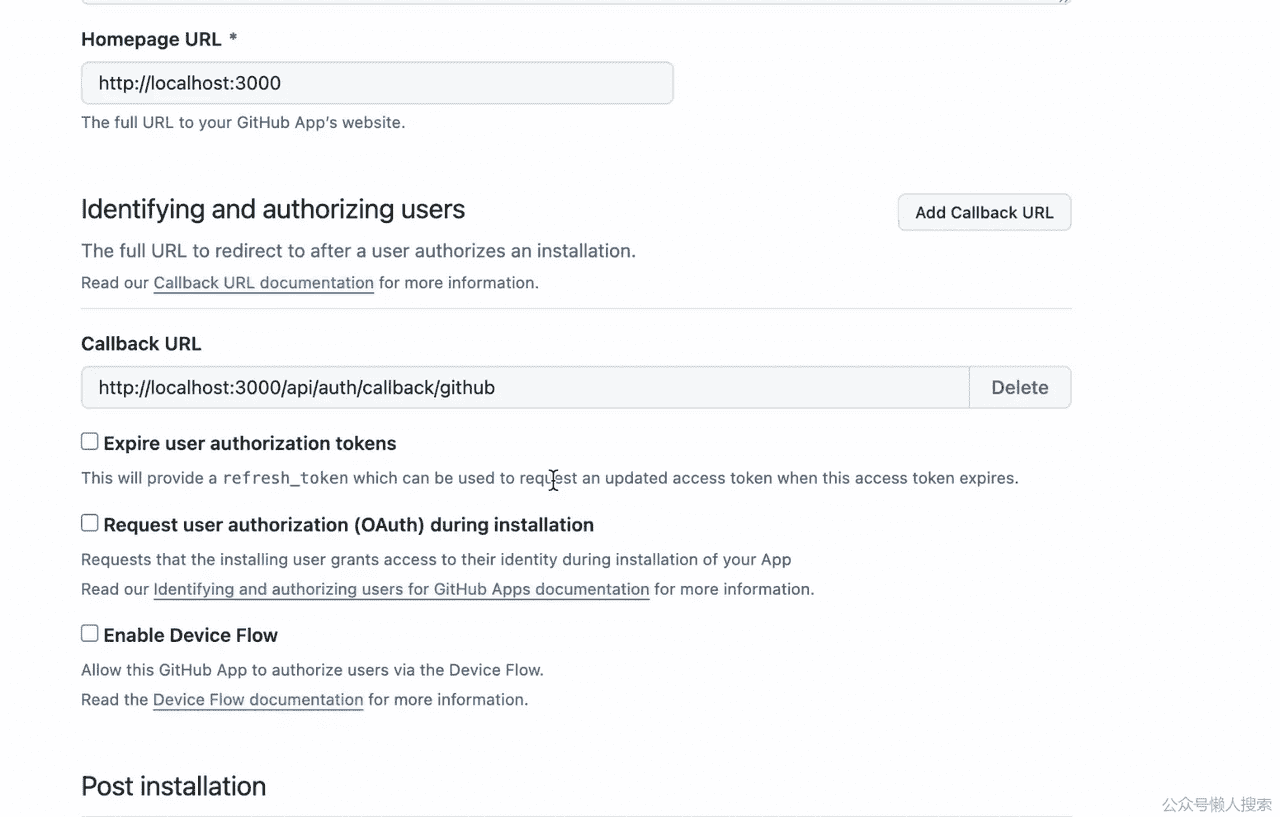 Homepage URL *
http://localhost:3000
The full URL to your GitHub App's website.
Identifying and authorizing users
Add Callback URL
The full URL to redirect to after a user authorizes an installation.
Read our Callback URL documentation for more information.
Callback URL
http://localhost:3000/api/auth/callback/github
Delete
Expire user authorization tokens
This will provide a refresh_token which can be used to request an updated access token when this access token expires.
Request user authorization (OAuth) during installation
Requests that the installing user grants access to their identity during installation of your App
Read our Identifying and authorizing users for GitHub Apps documentation for more information.
Enable Device Flow
Allow this GitHub App to authorize users via the Device Flow.
Read the Device Flow documentation for more information.
Post installation
公众号懒人搜索